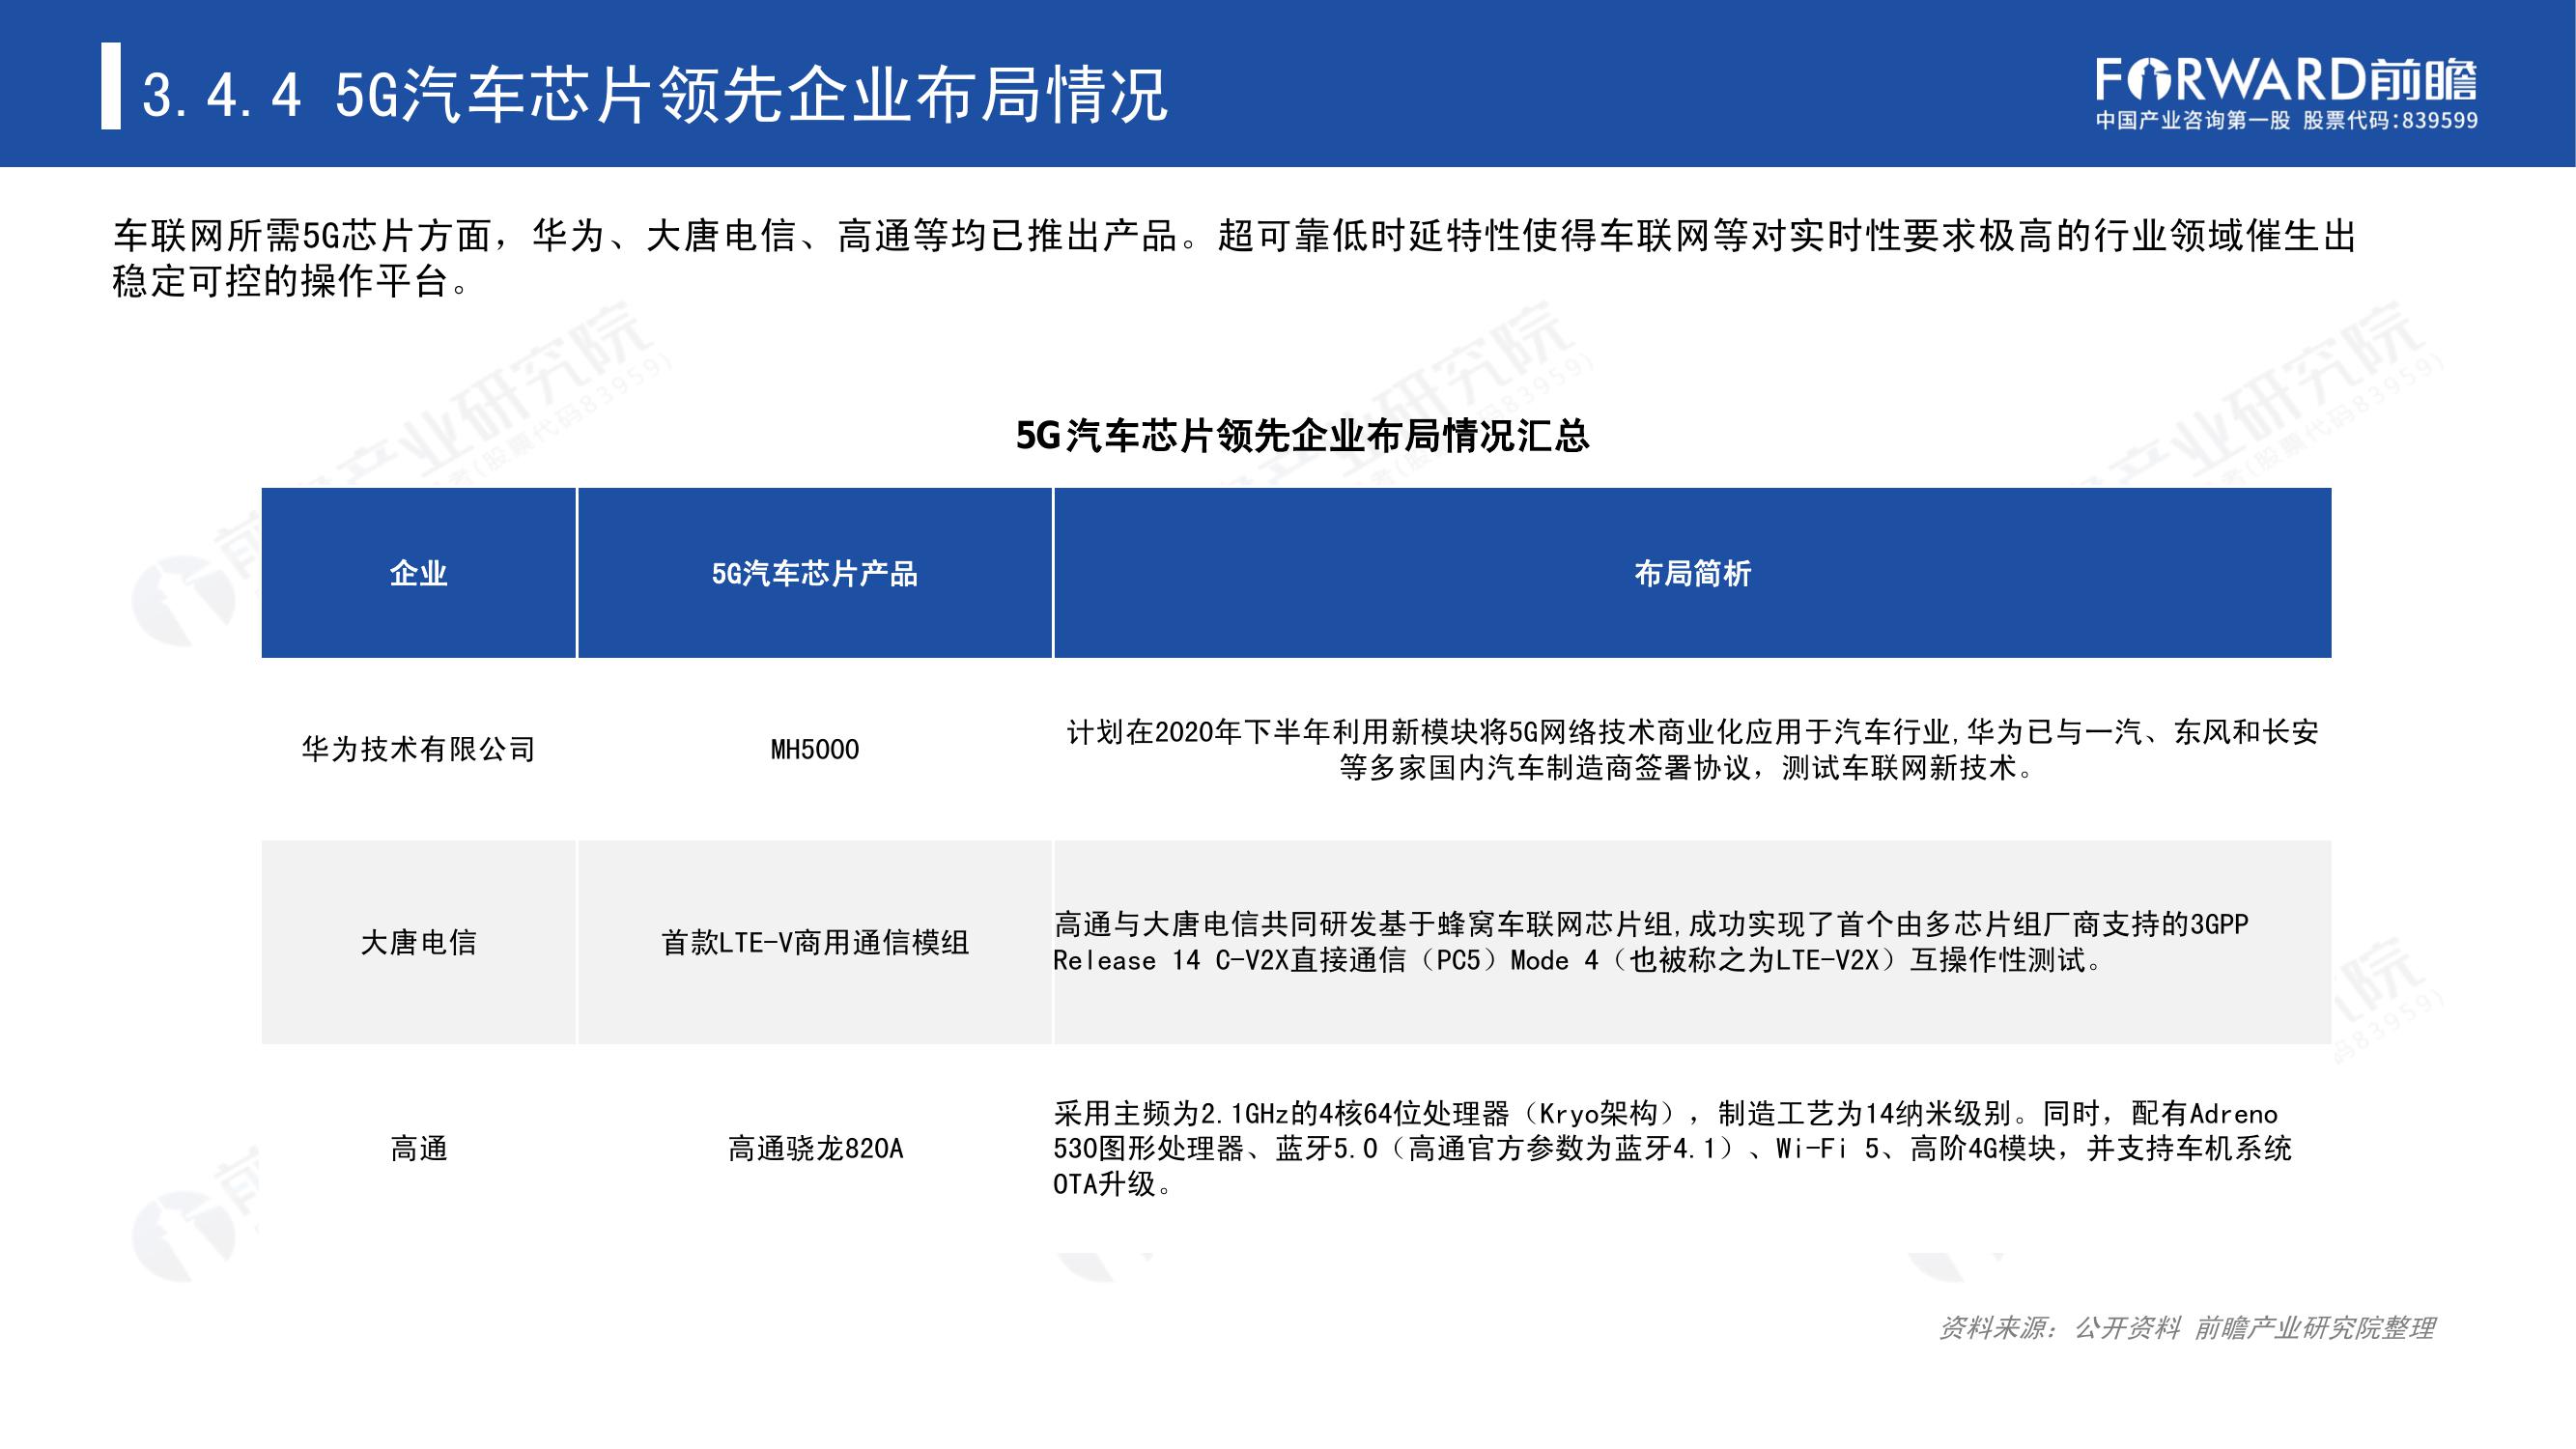 3.4.4 5G汽车芯片领先企业布局情况
FORWARD前瞻
中国产业咨询第一股 股票代码:839599
车联网所需5G芯片方面，华为、大唐电信、高通等均已推出产品。超可靠低时延特性使得车联网等对实时性要求极高的行业领域催生出
稳定可控的操作平台。
5G汽车芯片领先企业布局情况汇总
企业
5G汽车芯片产品
布局简析
华为技术有限公司
MH5000
计划在2020年下半年利用新模块将5G网络技术商业化应用于汽车行业,华为已与一汽、东风和长安
等多家国内汽车制造商签署协议，测试车联网新技术。
大唐电信
首款LTE-V商用通信模组
高通与大唐电信共同研发基于蜂窝车联网芯片组,成功实现了首个由多芯片组厂商支持的3GPP
Release 14 C-V2X直接通信（PC5）Mode 4（也被称之为LTE-V2X）互操作性测试。
高通
高通骁龙820A
采用主频为2.1GHz的4核64位处理器（Kryo架构），制造工艺为14纳米级别。同时，配有Adreno
530图形处理器、蓝牙5.0（高通官方参数为蓝牙4.1）、Wi-Fi 5、高阶4G模块，并支持车机系统
OTA升级。
资料来源：公开资料 前瞻产业研究院整理